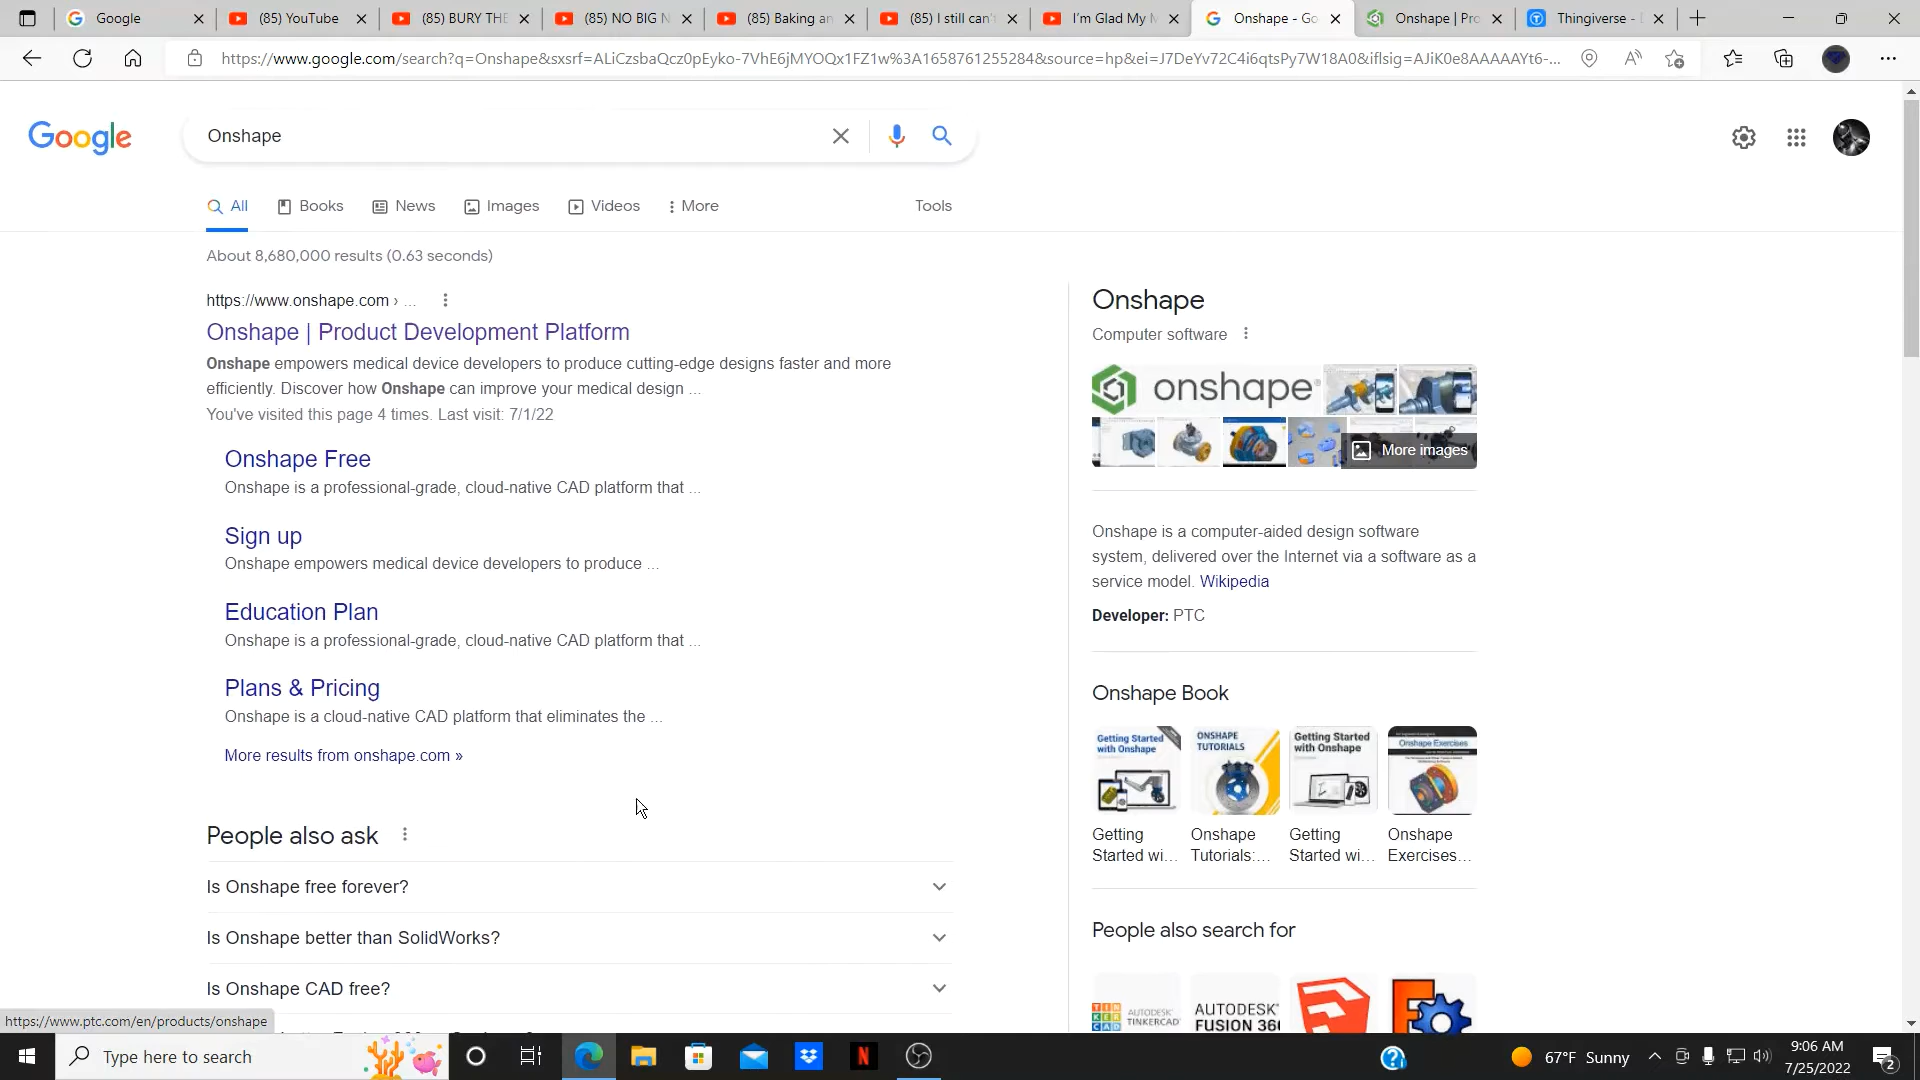 Google
(85) YouTube
(85) BURY THE
(85) NO BIG N
(85) Baking an
(85) I still can'
I'm Glad My M
Onshape - Go
Onshape | Pro
Thingiverse -
https://www.google.com/search?q=Onshape&sxsrf=ALiCzsbaQcz0pEyko-7VhE6jMYOQx1FZ1w%3A1658761255284&source=hp&ei=J7DeYv72C4i6qtsPy7W18A0&iflsig=AJiK0e8AAAAAYt6-...
Google
Onshape
All
Books
News
Images
Videos
More
Tools
About 8,680,000 results (0.63 seconds)
https://www.onshape.com › ...
Onshape | Product Development Platform
Onshape empowers medical device developers to produce cutting-edge designs faster and more
efficiently. Discover how Onshape can improve your medical design ...
You've visited this page 4 times. Last visit: 7/1/22
Onshape Free
Onshape is a professional-grade, cloud-native CAD platform that ...
Sign up
Onshape empowers medical device developers to produce ...
Education Plan
Onshape is a professional-grade, cloud-native CAD platform that ...
Plans & Pricing
Onshape is a cloud-native CAD platform that eliminates the ...
More results from onshape.com »
People also ask
Is Onshape free forever?
Is Onshape better than SolidWorks?
Is Onshape CAD free?
Onshape
Computer software
onshape
More images
Onshape is a computer-aided design software
system, delivered over the Internet via a software as a
service model. Wikipedia
Developer: PTC
Onshape Book
Getting Started
with Onshape
ONSHAPE
TUTORIALS
Getting Started
with Onshape
Onshape Exercises
Getting
Started wi...
Onshape
Tutorials:...
Getting
Started wi...
Onshape
Exercises...
People also search for
TIN
KER
CAD
AUTODESK
TINKERCAD
AUTODESK
FUSION 360
https://www.ptc.com/en/products/onshape
Type here to search
67°F Sunny
9:06 AM
7/25/2022
2